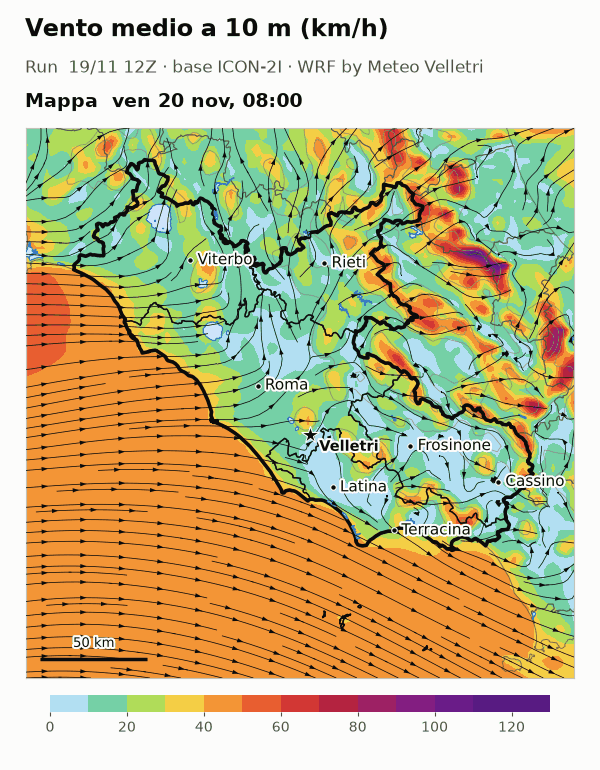 Vento medio a 10 m (km/h)
Run 19/11 12Z · base ICON-2I · WRF by Meteo Velletri
Mappa ven 20 nov, 08:00
Viterbo
Rieti
Roma
Velletri
Frosinone
Cassino
Latina
Terracina
50 km
0 20 40 60 80 100 120